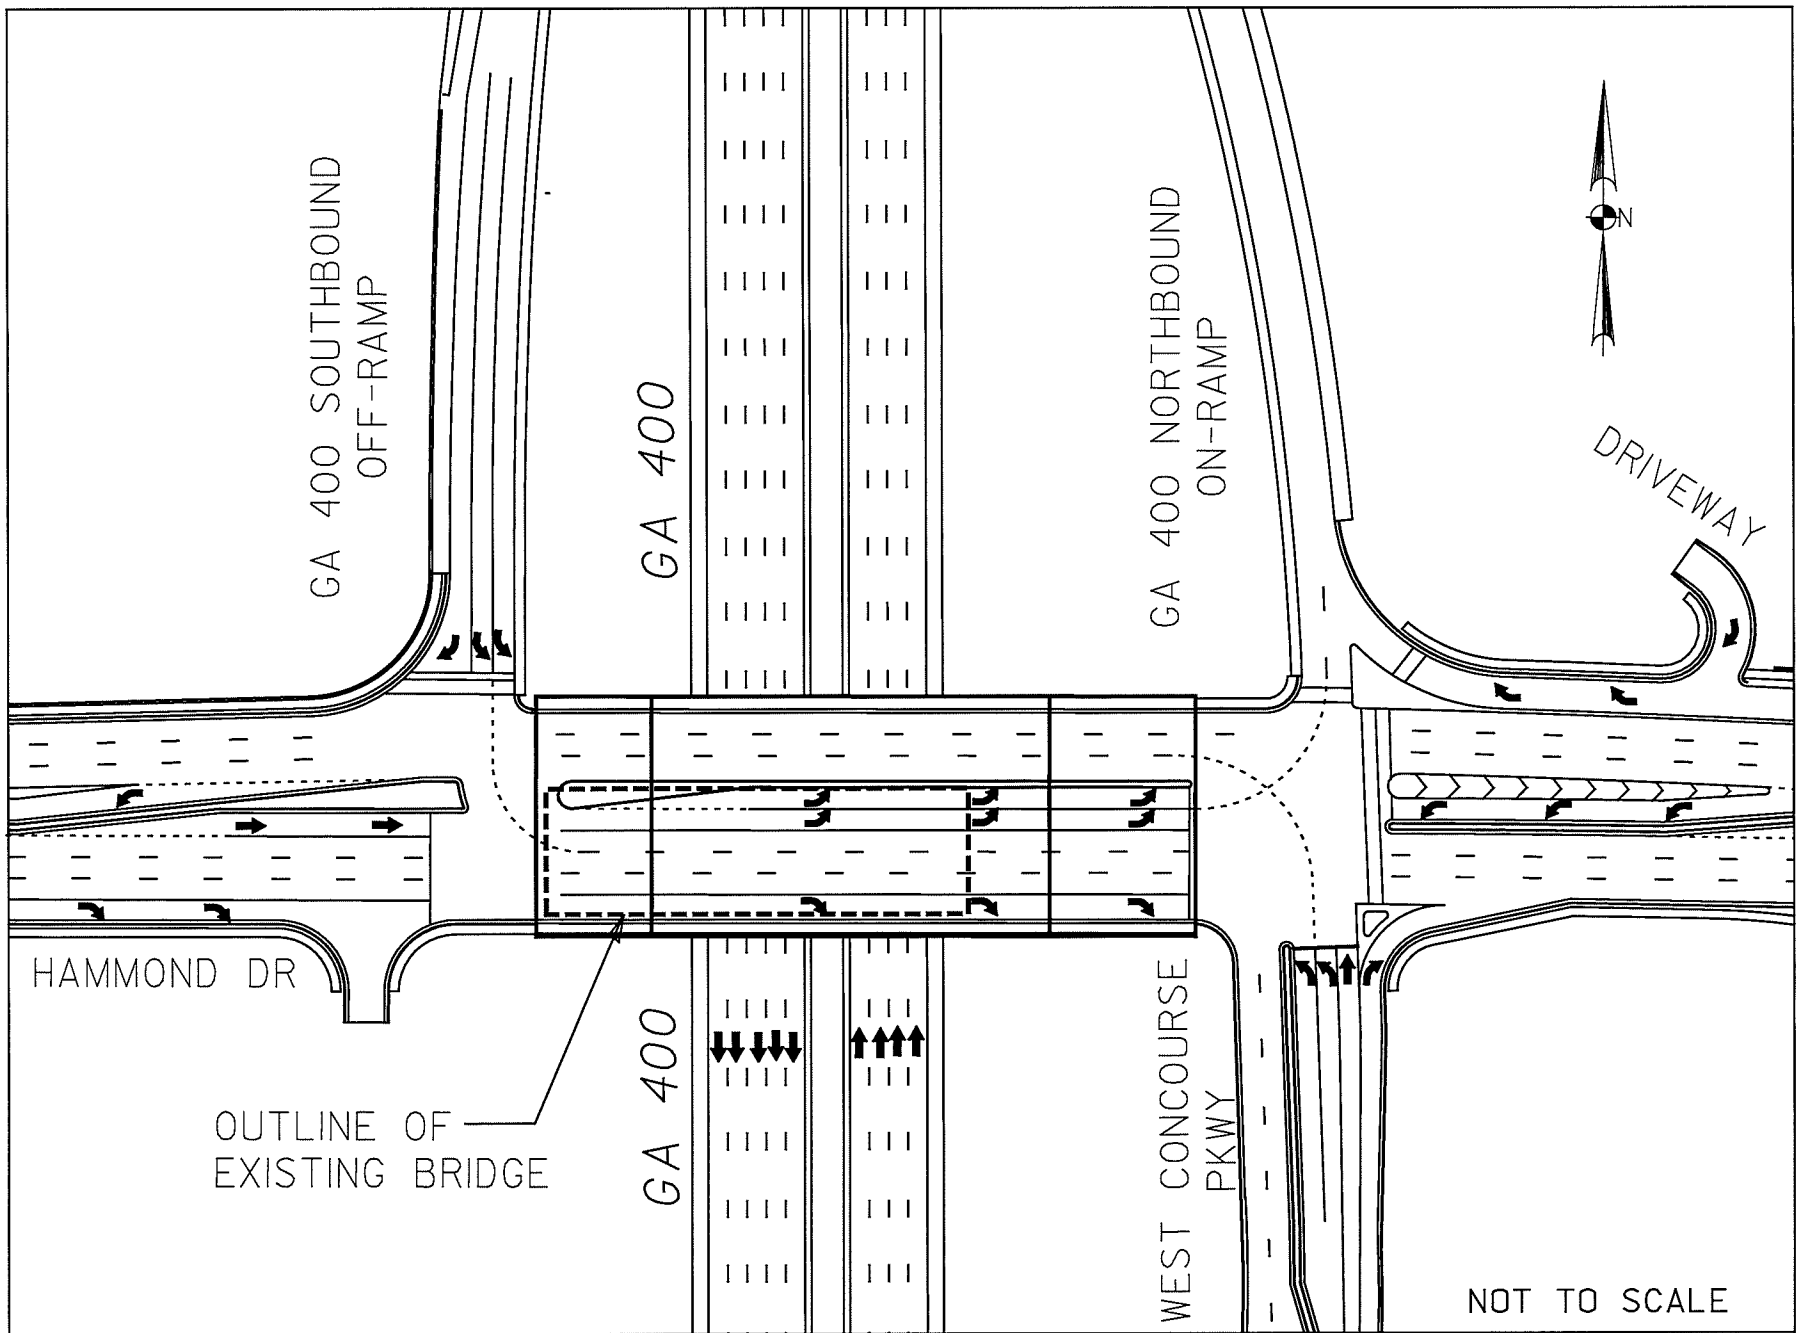 GA 400 SOUTHBOUND
OFF-RAMP
GA 400
GA 400 NORTHBOUND
ON-RAMP
N
DRIVEWAY
HAMMOND DR
OUTLINE OF
EXISTING BRIDGE
GA 400
WEST CONCOURSE
PKWY
NOT TO SCALE